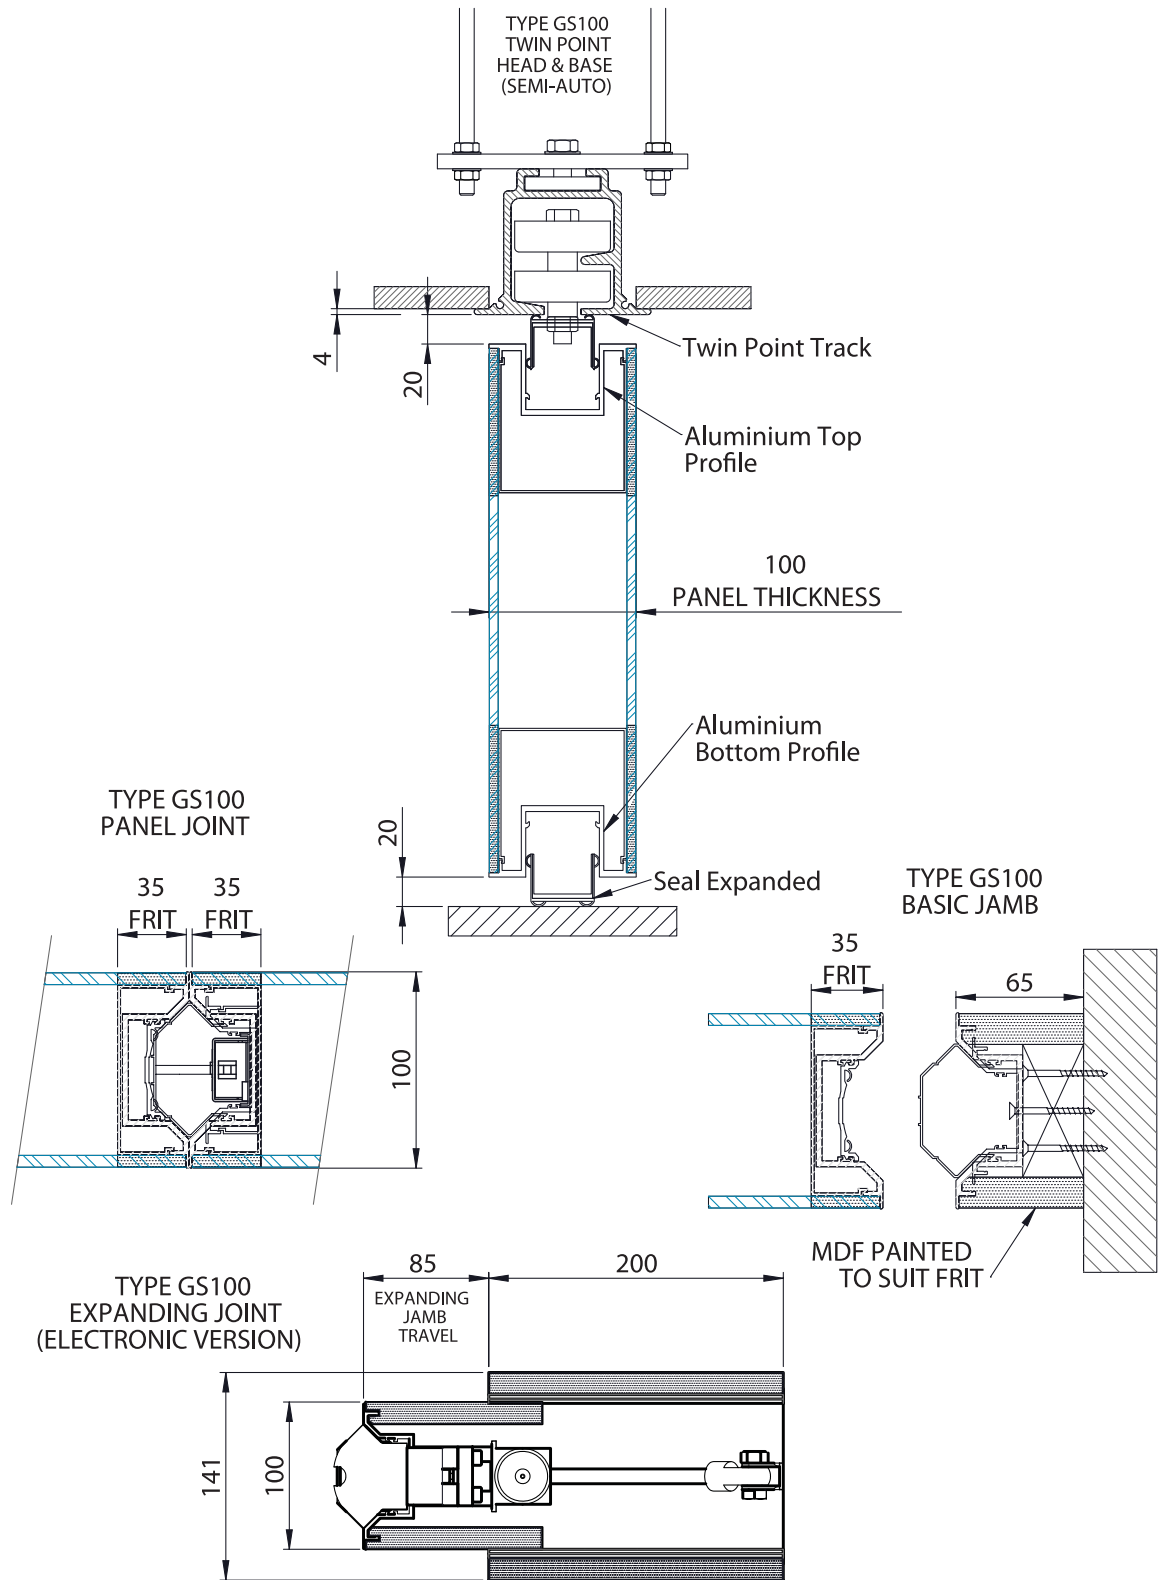 TYPE GS100
TWIN POINT
HEAD & BASE
(SEMI-AUTO)
4
20
Twin Point Track
Aluminium Top
Profile
100
PANEL THICKNESS
Aluminium
Bottom Profile
20
Seal Expanded
TYPE GS100
PANEL JOINT
35
FRIT
35
FRIT
100
TYPE GS100
BASIC JAMB
35
FRIT
65
MDF PAINTED
TO SUIT FRIT
TYPE GS100
EXPANDING JOINT
(ELECTRONIC VERSION)
85
EXPANDING
JAMB
TRAVEL
200
141
100